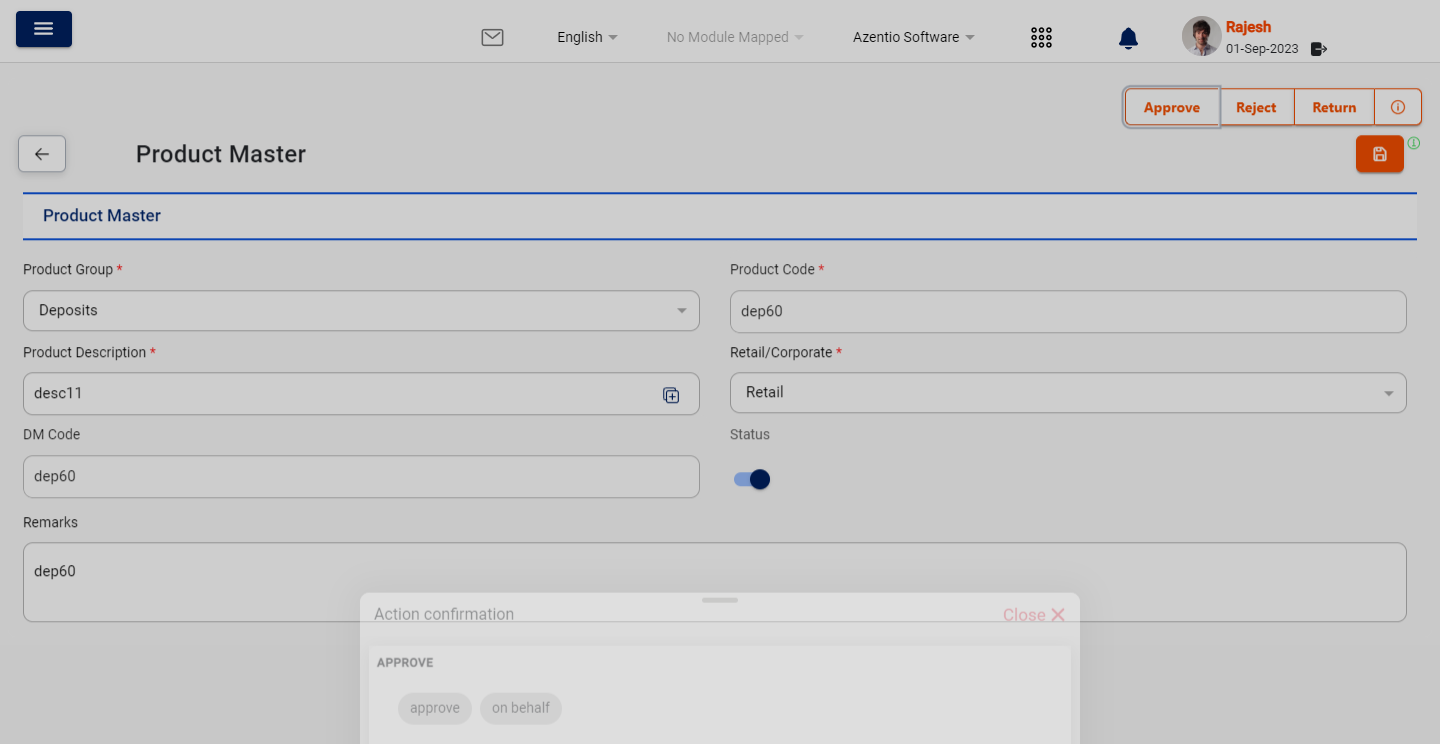 English
No Module Mapped
Azentio Software
Rajesh
01-Sep-2023
Approve
Reject
Return
Product Master
Product Master
Product Group *
Product Code *
Deposits
dep60
Product Description *
Retail/Corporate *
desc11
Retail
DM Code
Status
dep60
Remarks
dep60
Action confirmation
Close
APPROVE
approve
on behalf